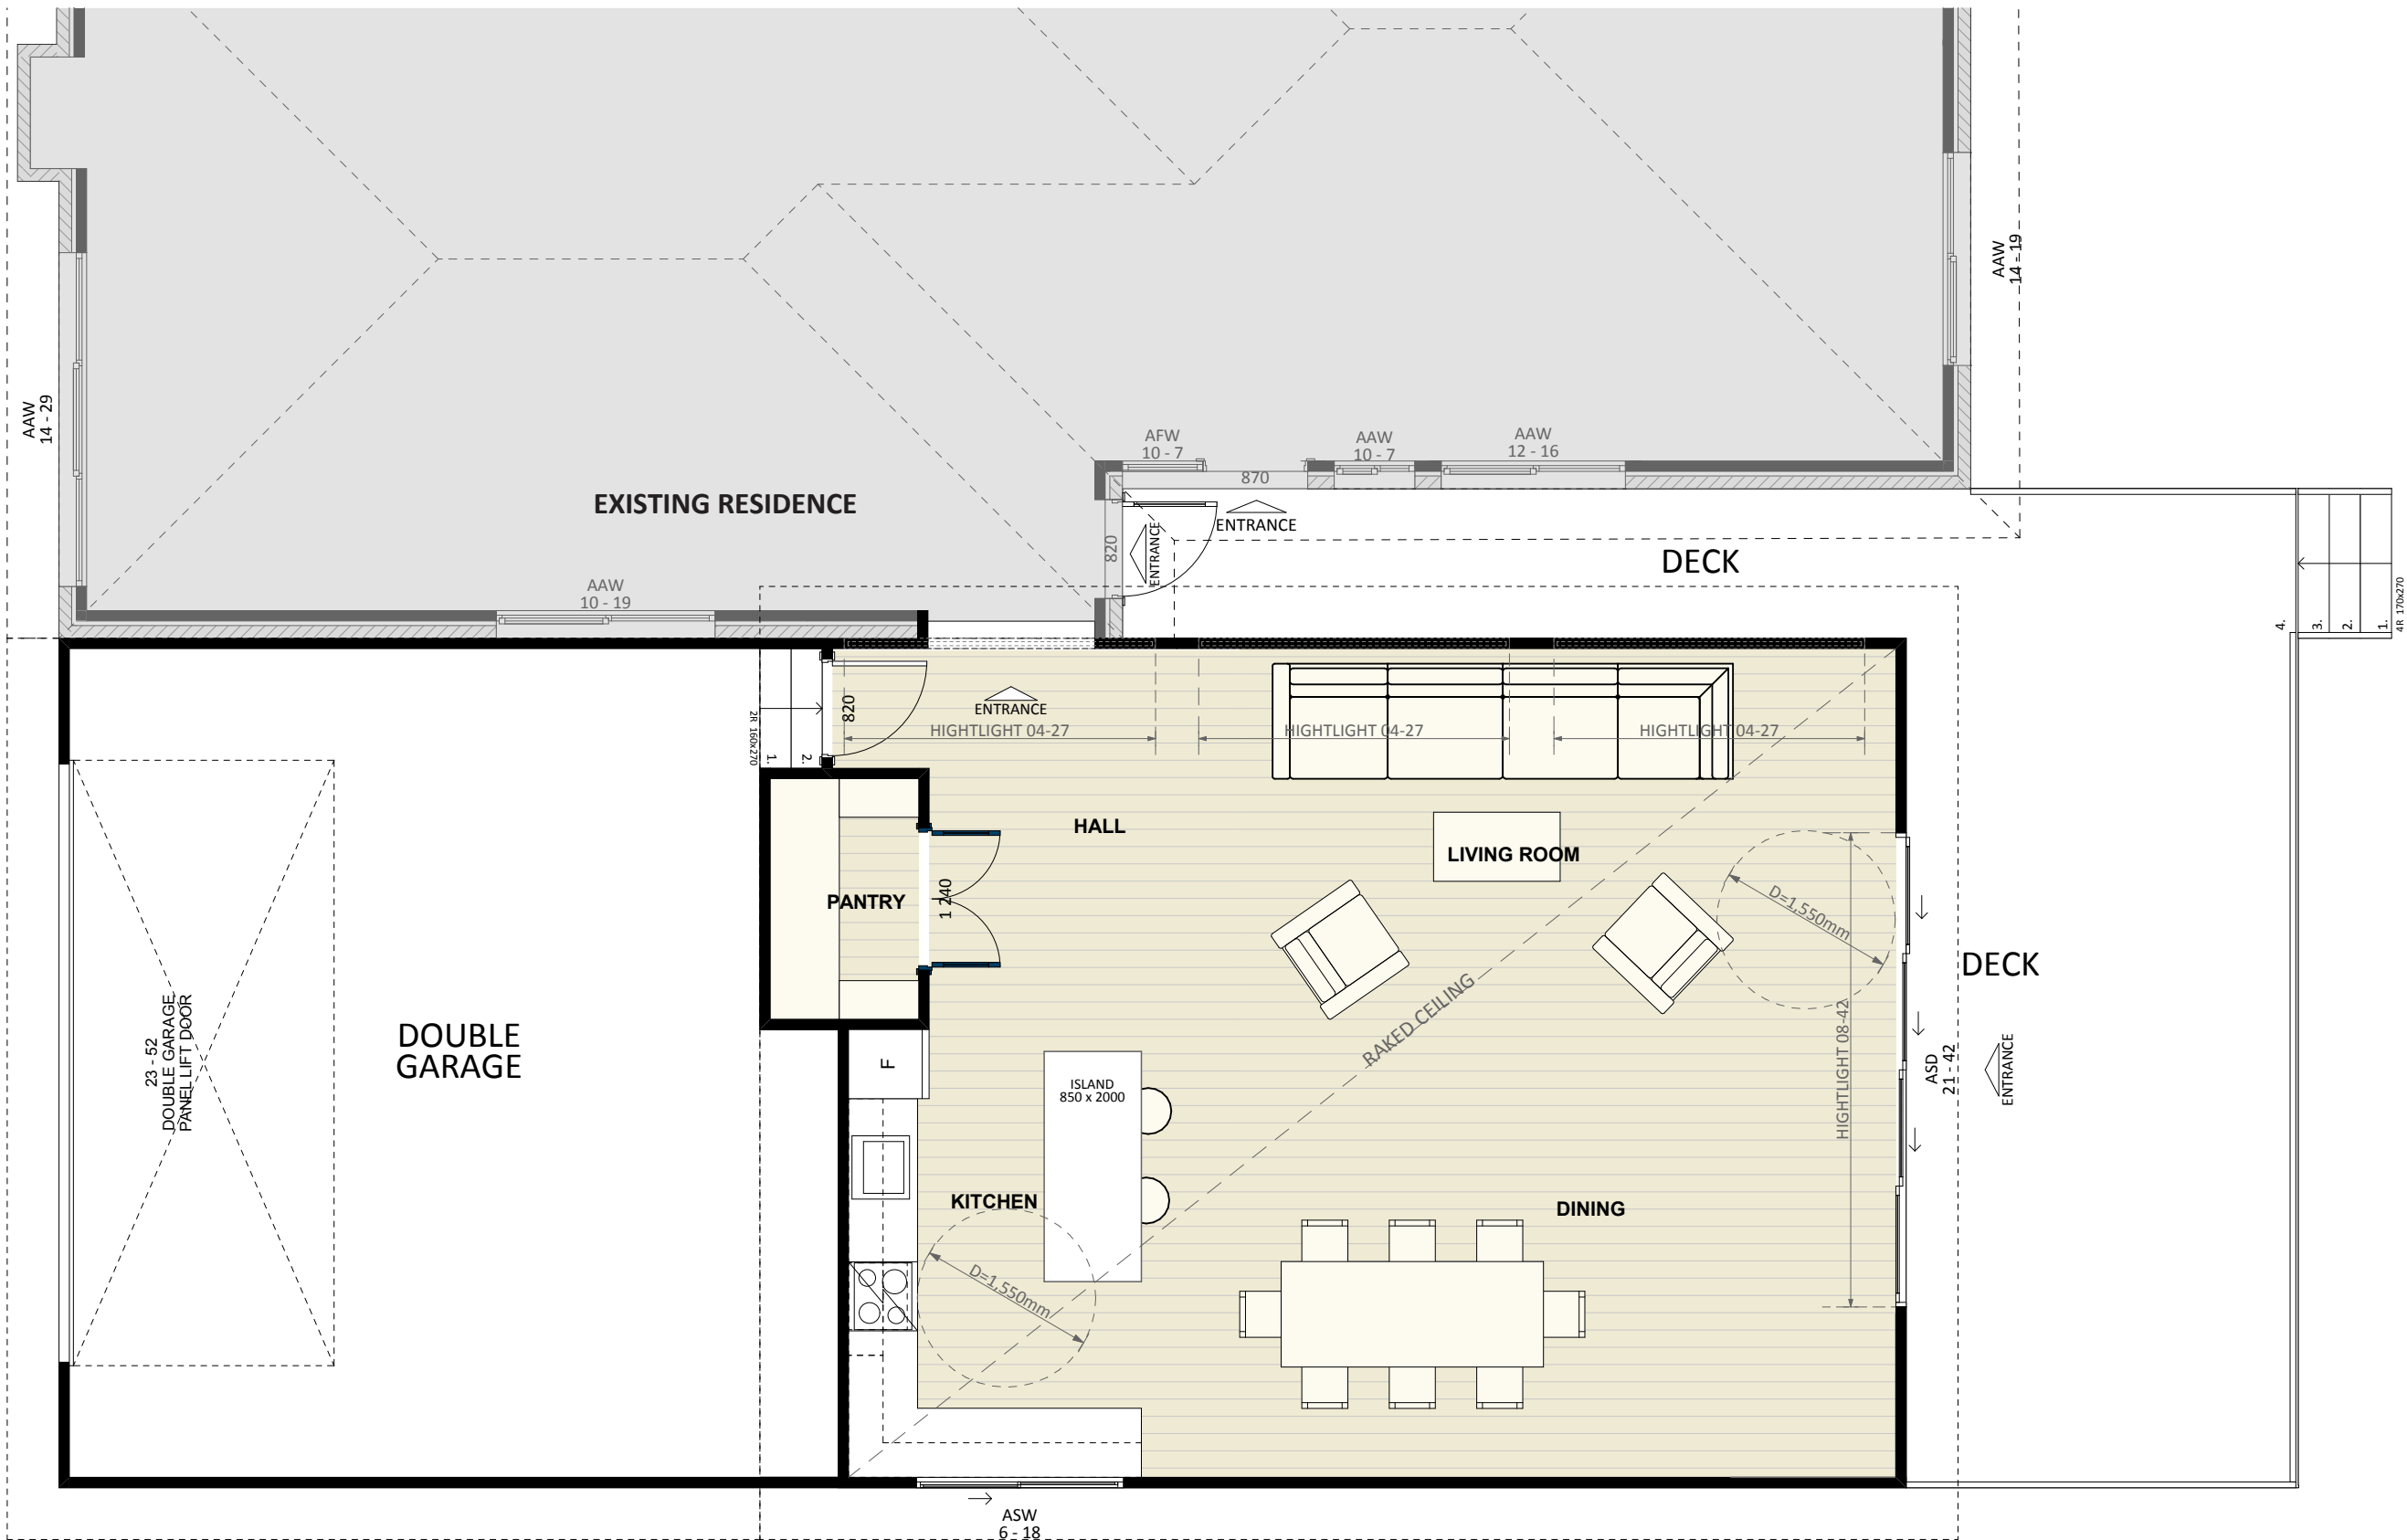 AAW
14 - 19
AAW
14 - 29
AFW
10 - 7
AAW
10 - 7
AAW
12 - 16
870
EXISTING RESIDENCE
ENTRANCE
820
ENTRANCE
DECK
AAW
10 - 19
4.
3.
2.
1.
4R 170x270
820
ENTRANCE
2R 160x270
1.
2.
HIGHTLIGHT 04-27
HIGHTLIGHT 04-27
HIGHTLIGHT 04-27
HALL
LIVING ROOM
PANTRY
1 240
D=1,550mm
DECK
RAKED CEILING
HIGHTLIGHT 08-42
23 - 52
DOUBLE GARAGE
PANEL LIFT DOOR
DOUBLE
GARAGE
F
ISLAND
850 x 2000
ASD
21 - 42
ENTRANCE
KITCHEN
DINING
D=1,550mm
ASW
6 - 18